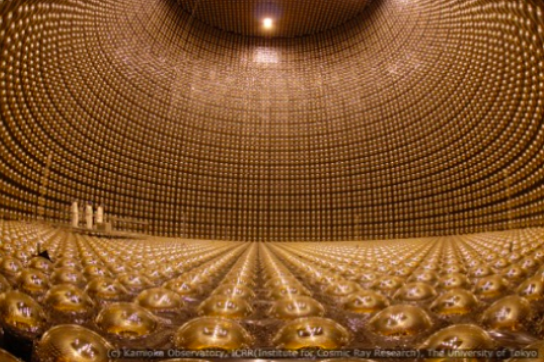 (c) Kamioka Observatory, ICRR(Institute for Cosmic Ray Research), The University of Tokyo